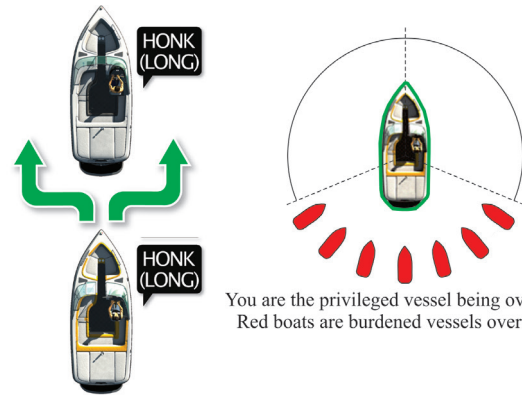 HONK
(LONG)
HONK
(LONG)
You are the privileged vessel being
Red boats are burdened vessels